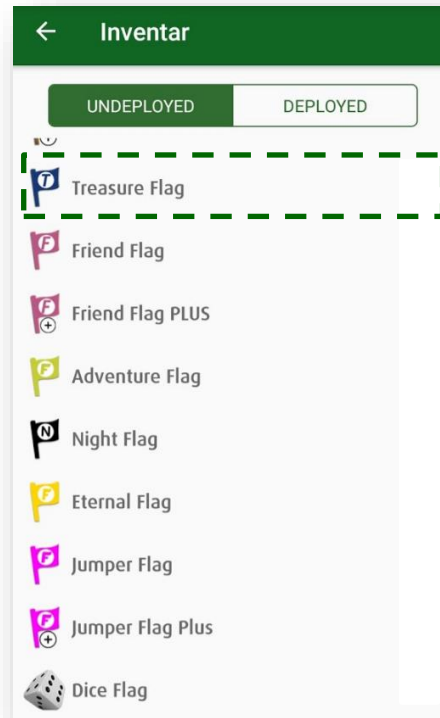 Inventar
UNDEPLOYED DEPLOYED
T Treasure Flag
F Friend Flag
F Friend Flag PLUS
F Adventure Flag
N Night Flag
F Eternal Flag
F Jumper Flag
F Jumper Flag Plus
Dice Flag